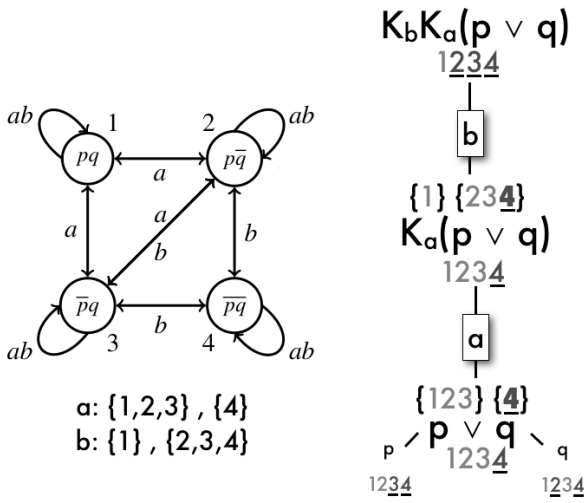 ab
1
2
ab
pq
a
pq̅
a
a
b
b
p̅q
b
p̅q̅
ab
3
4
ab
a: {1,2,3} , {4}
b: {1} , {2,3,4}
KbKa(p ∨ q)
1234
b
{1} {234}
Ka(p ∨ q)
1234
a
{123} {4}
p p ∨ q q
1234
1234 1234